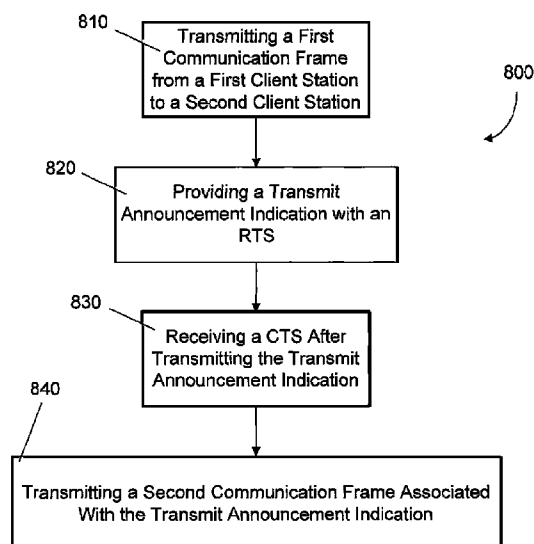 810
Transmitting a First
Communication Frame
from a First Client Station
to a Second Client Station
800
820
Providing a Transmit
Announcement Indication with an
RTS
830
Receiving a CTS After
Transmitting the Transmit
Announcement Indication
840
Transmitting a Second Communication Frame Associated
With the Transmit Announcement Indication